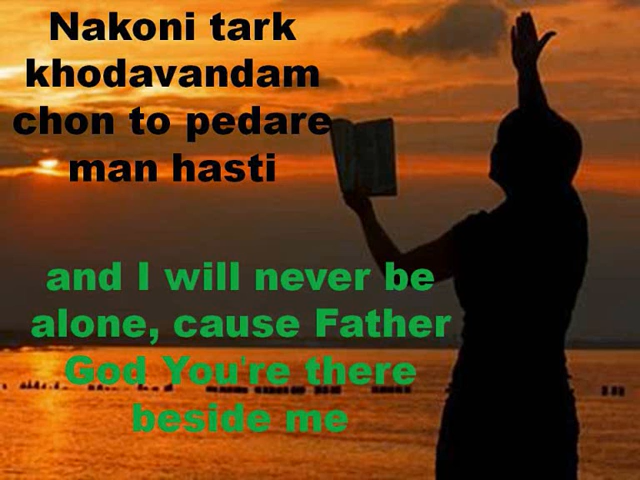 Nakoni tark
khodavandam
chon to pedare
man hasti
and I will never be
alone, cause Father
God You're there
beside me